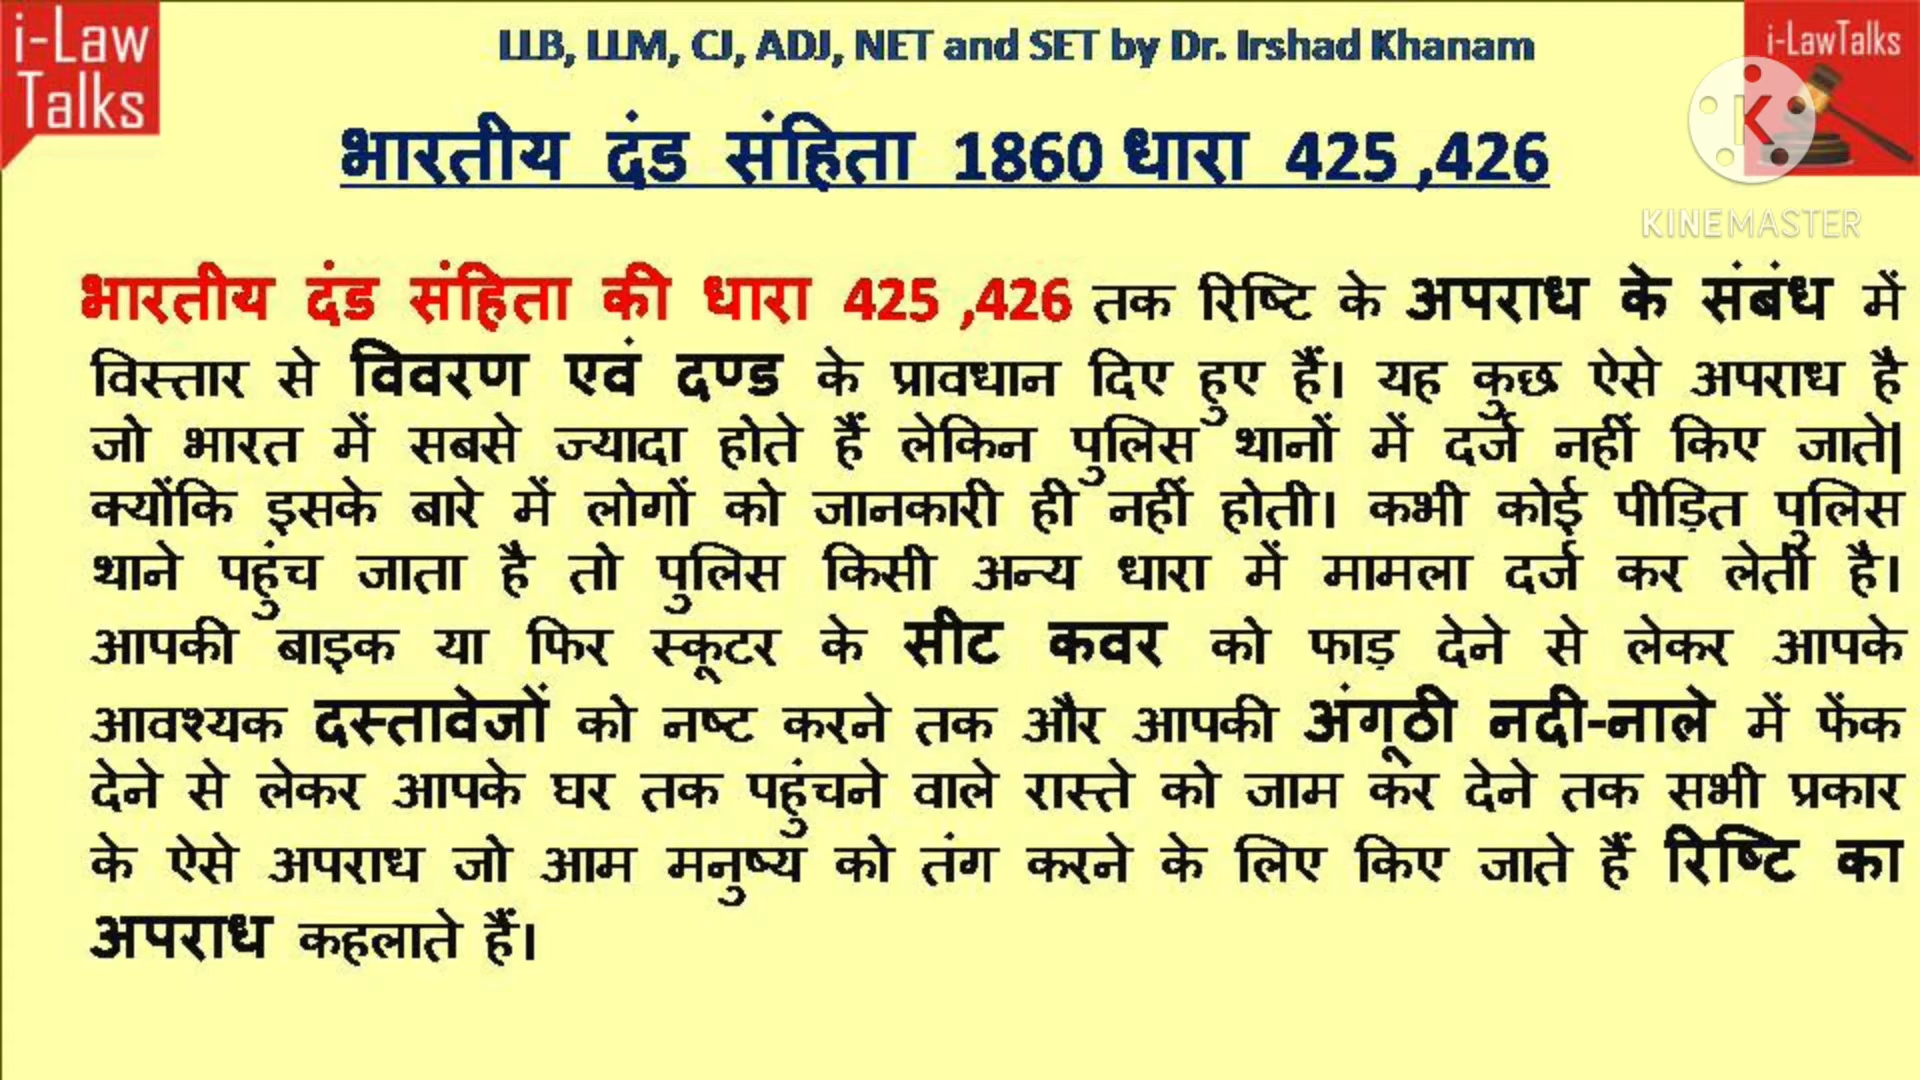 i-Law
Talks
LLB, LLM, CJ, ADJ, NET and SET by Dr. Irshad Khanam
i-LawTalks
K
KINEMASTER
भारतीय दंड संहिता 1860 धारा 425 ,426
भारतीय दंड संहिता की धारा 425 ,426 तक रिष्टि के अपराध के संबंध में
विस्तार से विवरण एवं दण्ड के प्रावधान दिए हुए हैं। यह कुछ ऐसे अपराध है
जो भारत में सबसे ज्यादा होते हैं लेकिन पुलिस थानों में दर्ज नहीं किए जाते|
क्योंकि इसके बारे में लोगों को जानकारी ही नहीं होती। कभी कोई पीड़ित पुलिस
थाने पहुंच जाता है तो पुलिस किसी अन्य धारा में मामला दर्ज कर लेती है।
आपकी बाइक या फिर स्कूटर के सीट कवर को फाड़ देने से लेकर आपके
आवश्यक दस्तावेजों को नष्ट करने तक और आपकी अंगूठी नदी-नाले में फेंक
देने से लेकर आपके घर तक पहुंचने वाले रास्ते को जाम कर देने तक सभी प्रकार
के ऐसे अपराध जो आम मनुष्य को तंग करने के लिए किए जाते हैं रिष्टि का
अपराध कहलाते हैं।